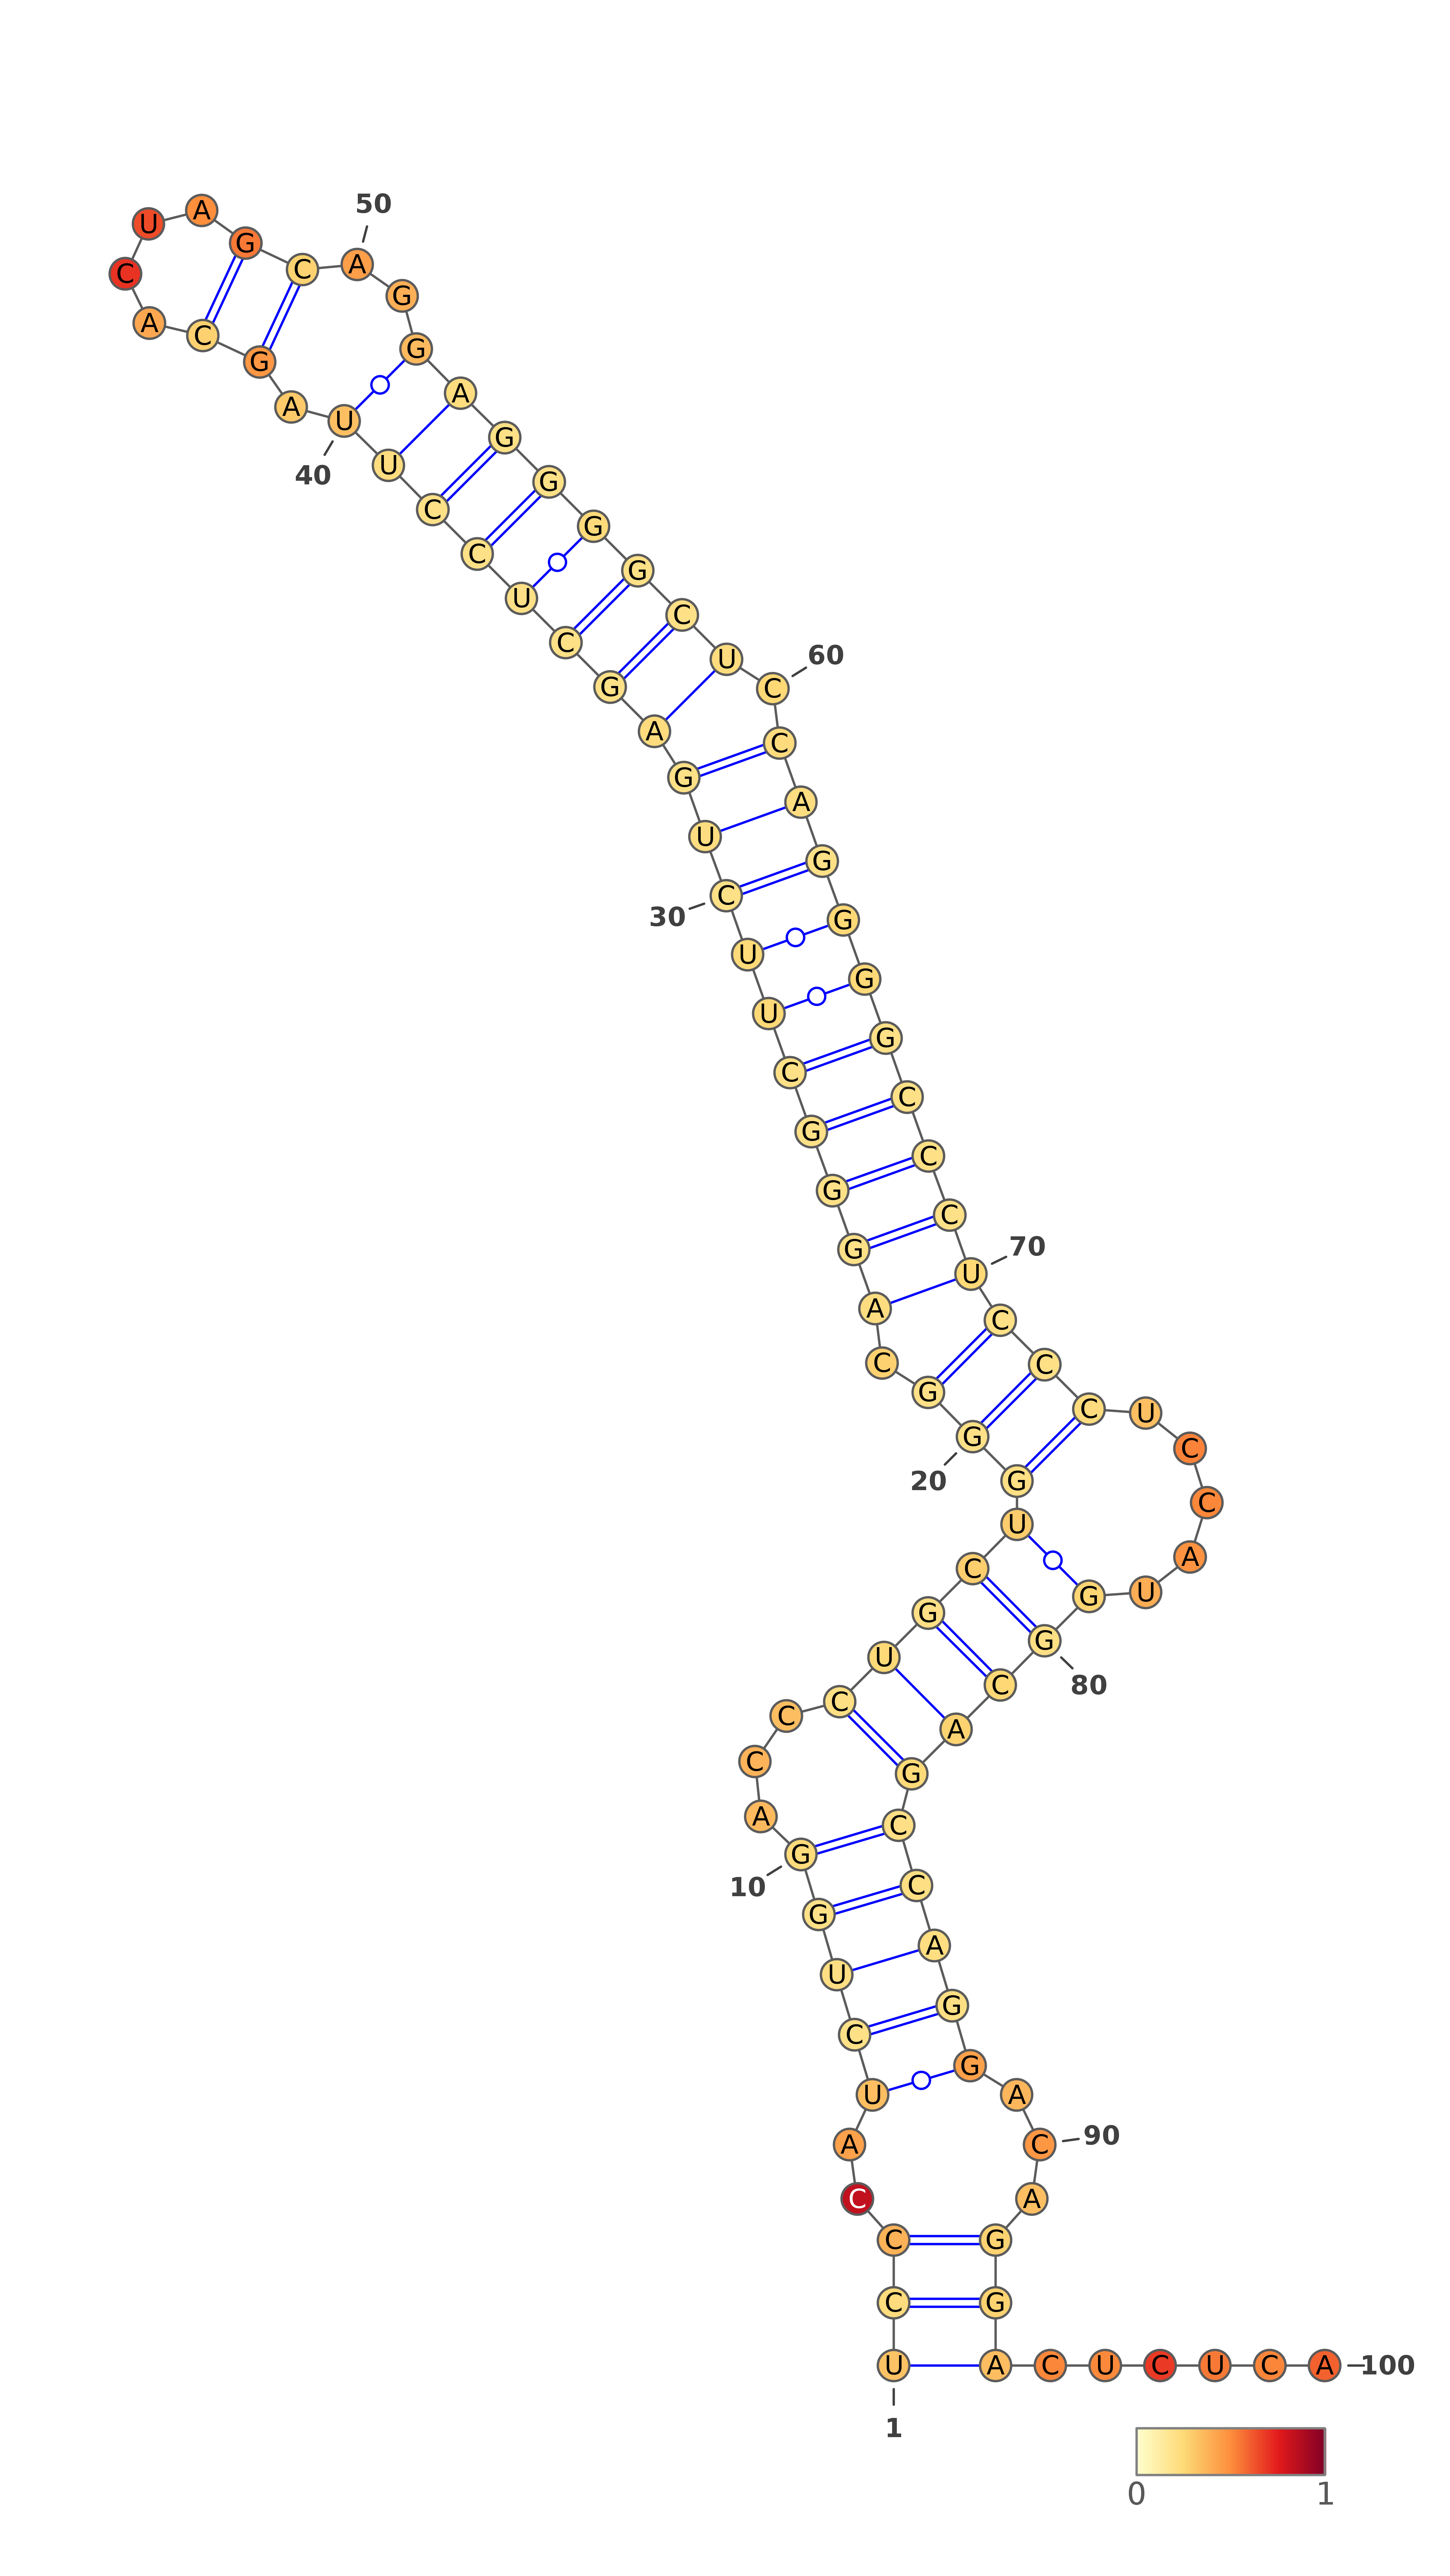 1
U C C C A U C U G G
10
A C C C U G C U G G
20
G C A G G G C U U C
30
U G A G C U C C U U
40
A G C A C U A G C A
50
G G A G G G G C U C
60
C A G G G G C C C U
70
C C C U C C A U G G
80
C A G C C A G G A C
90
A G G A C U C U C A
100
0 1